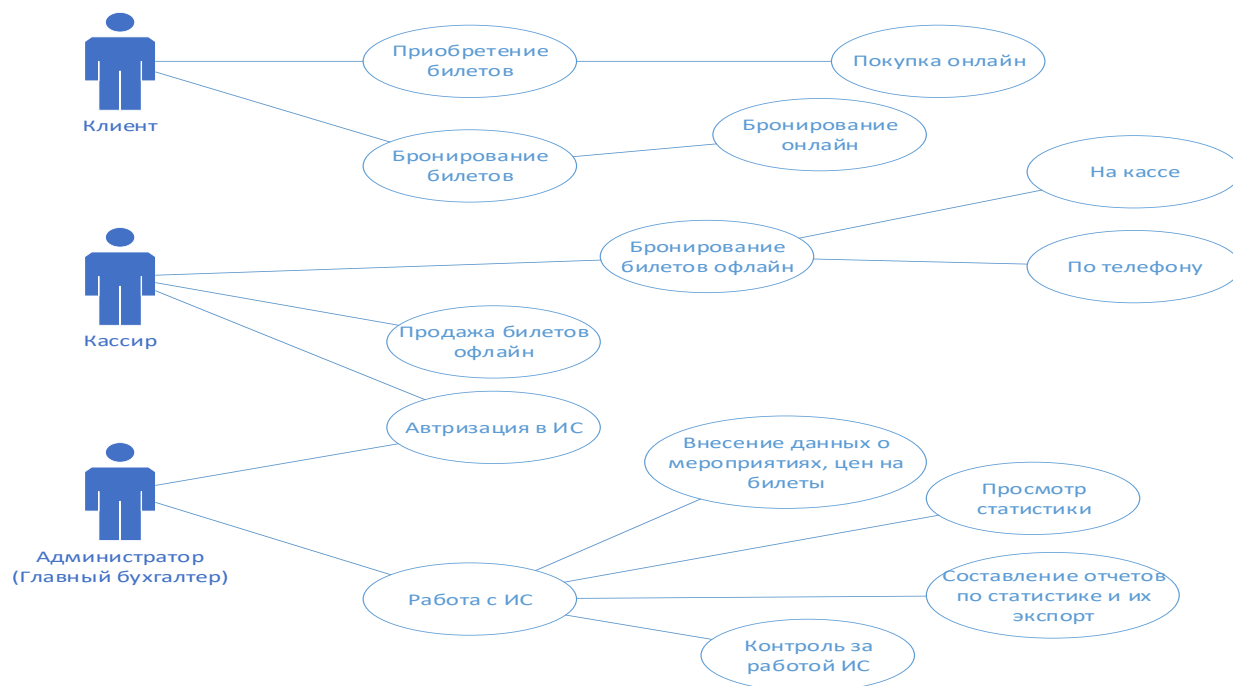 Приобретение
билетов
Покупка онлайн
Клиент
Бронирование
онлайн
Бронирование
билетов
На кассе
Бронирование
билетов офлайн
По телефону
Кассир
Продажа билетов
офлайн
Автризация в ИС
Внесение данных о
мероприятиях, цен на
билеты
Просмотр
статистики
Администратор
(Главный бухгалтер)
Работа с ИС
Составление отчетов
по статистике и их
экспорт
Контроль за
работой ИС